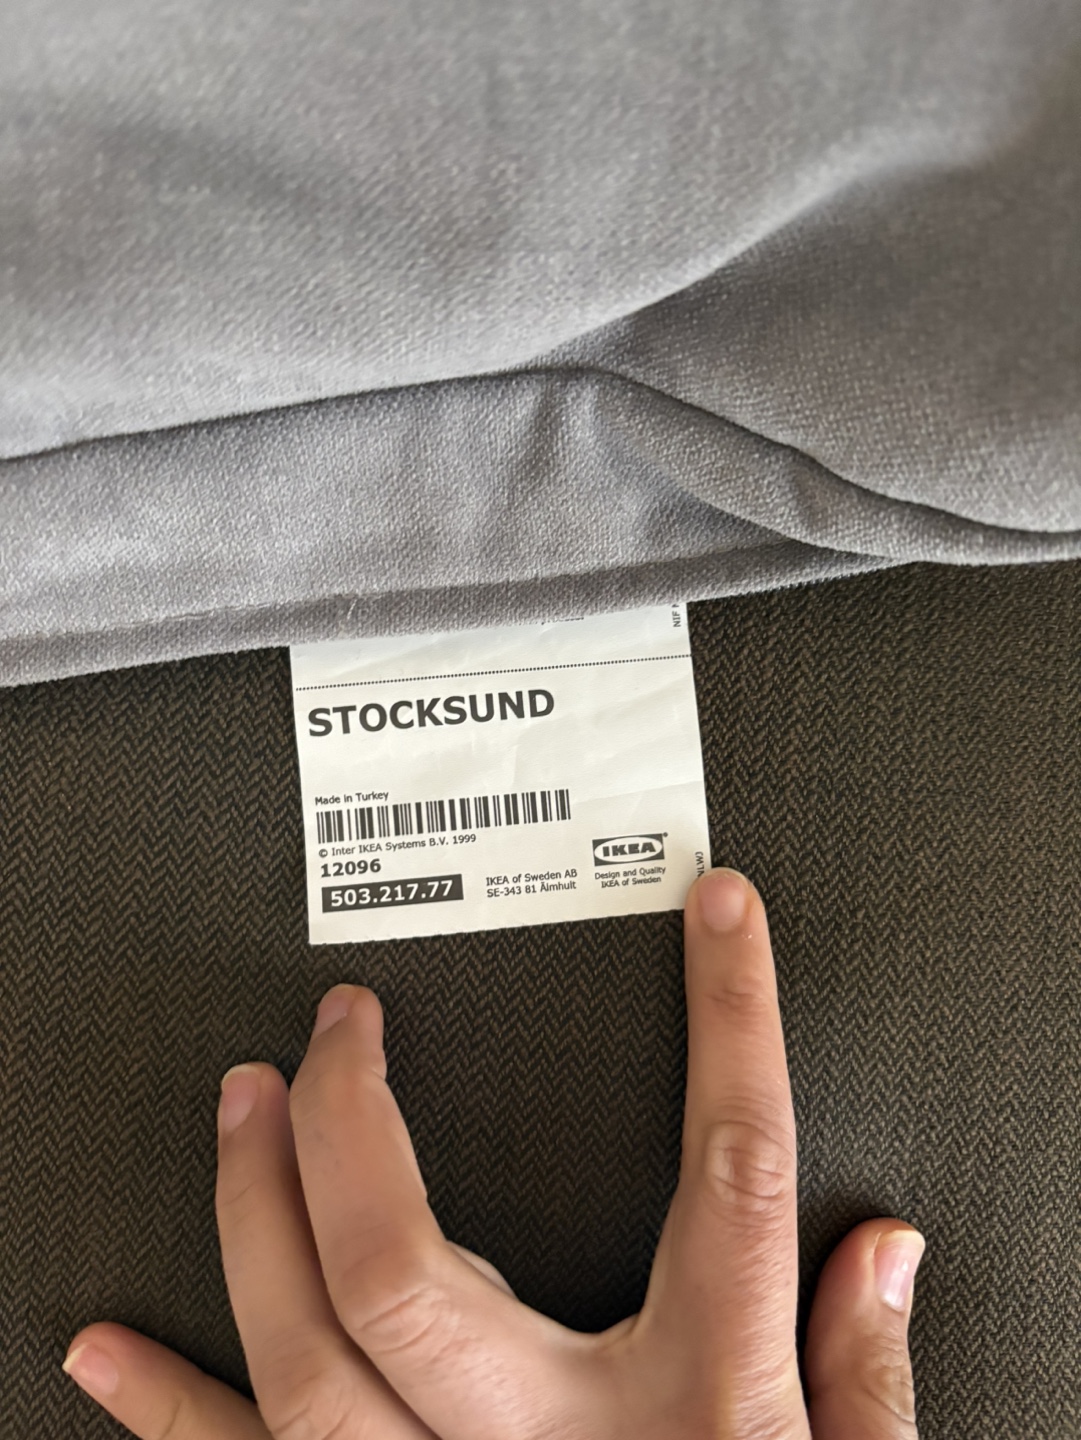 STOCKSUND
Made in Turkey
© Inter IKEA Systems B.V. 1999
12096
503.217.77
IKEA of Sweden AB
SE-343 81 Älmhult
IKEA®
Design and Quality
IKEA of Sweden
NIF